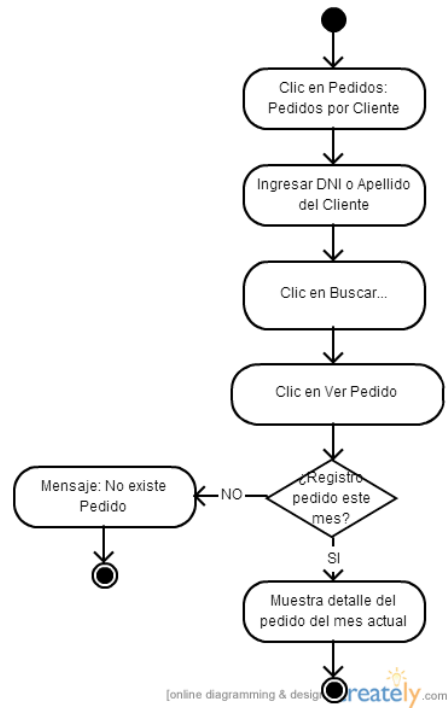 Clic en Pedidos:
Pedidos por Cliente
Ingresar DNI o Apellido
del Cliente
Clic en Buscar...
Clic en Ver Pedido
¿Registro
pedido este
mes?
NO
Mensaje: No existe
Pedido
SI
Muestra detalle del
pedido del mes actual
[online diagramming & design]
creately.com